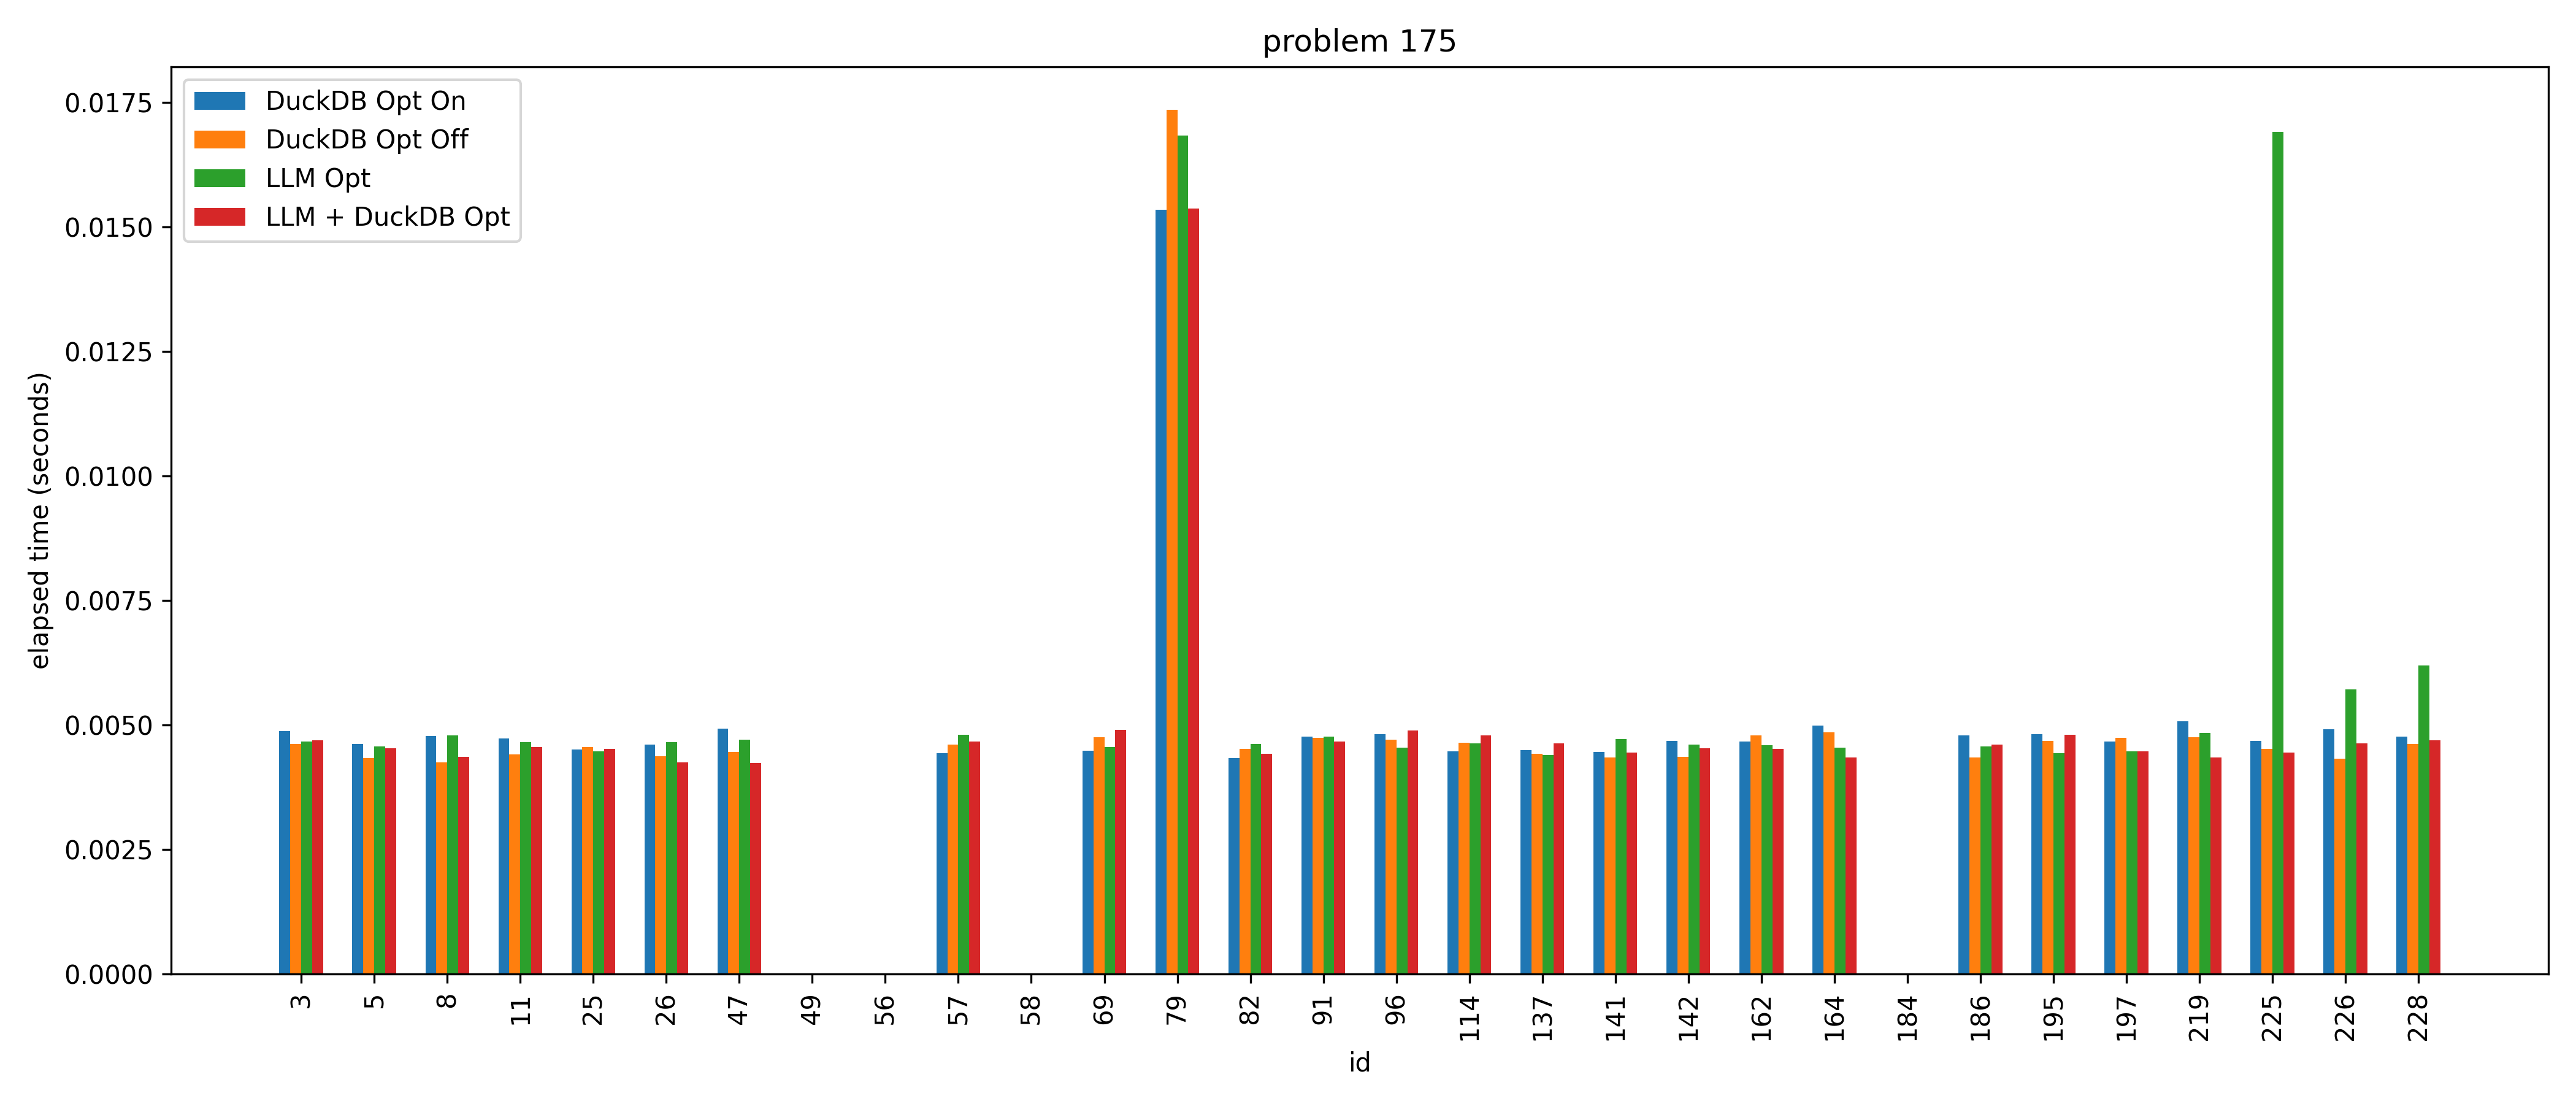 problem 175
DuckDB Opt On
DuckDB Opt Off
LLM Opt
LLM + DuckDB Opt
0.0175
0.0150
0.0125
0.0100
0.0075
0.0050
0.0025
0.0000
elapsed time (seconds)
3 5 8 11 25 26 47 49 56 57 58 69 79 82 91 96 114 137 141 142 162 164 184 186 195 197 219 225 226 228
id